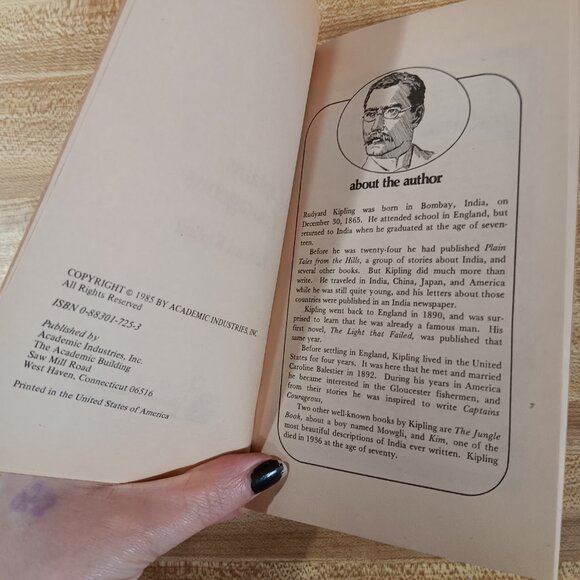 COPYRIGHT © 1985 BY ACADEMIC INDUSTRIES, INC
All Rights Reserved
ISBN 0-88301-725-3
Published by
Academic Industries, Inc.
The Academic Building
Saw Mill Road
West Haven, Connecticut 06516
Printed in the United States of America
about the author
Rudyard Kipling was born in Bombay, India, on
December 30, 1865. He attended school in England, but
returned to India when he graduated at the age of seven-
teen.
Before he was twenty-four he had published Plain
Tales from the Hills, a group of stories about India, and
several other books. But Kipling did much more than
write. He traveled in India, China, Japan, and America
while he was still quite young, and his letters about those
countries were published in an India newspaper.
Kipling went back to England in 1890, and was sur-
prised to learn that he was already a famous man. His
first novel, The Light that Failed, was published that
same year.
Before settling in England, Kipling lived in the United
States for four years. It was here that he met and married
Caroline Balestier in 1892. During his years in America
he became interested in the Gloucester fishermen, and
from their stories he was inspired to write Captains
Courageous,
Two other well-known books by Kipling are The Jungle
Book, about a boy named Mowgli, and Kim, one of the
most beautiful descriptions of India ever written. Kipling
died in 1936 at the age of seventy.